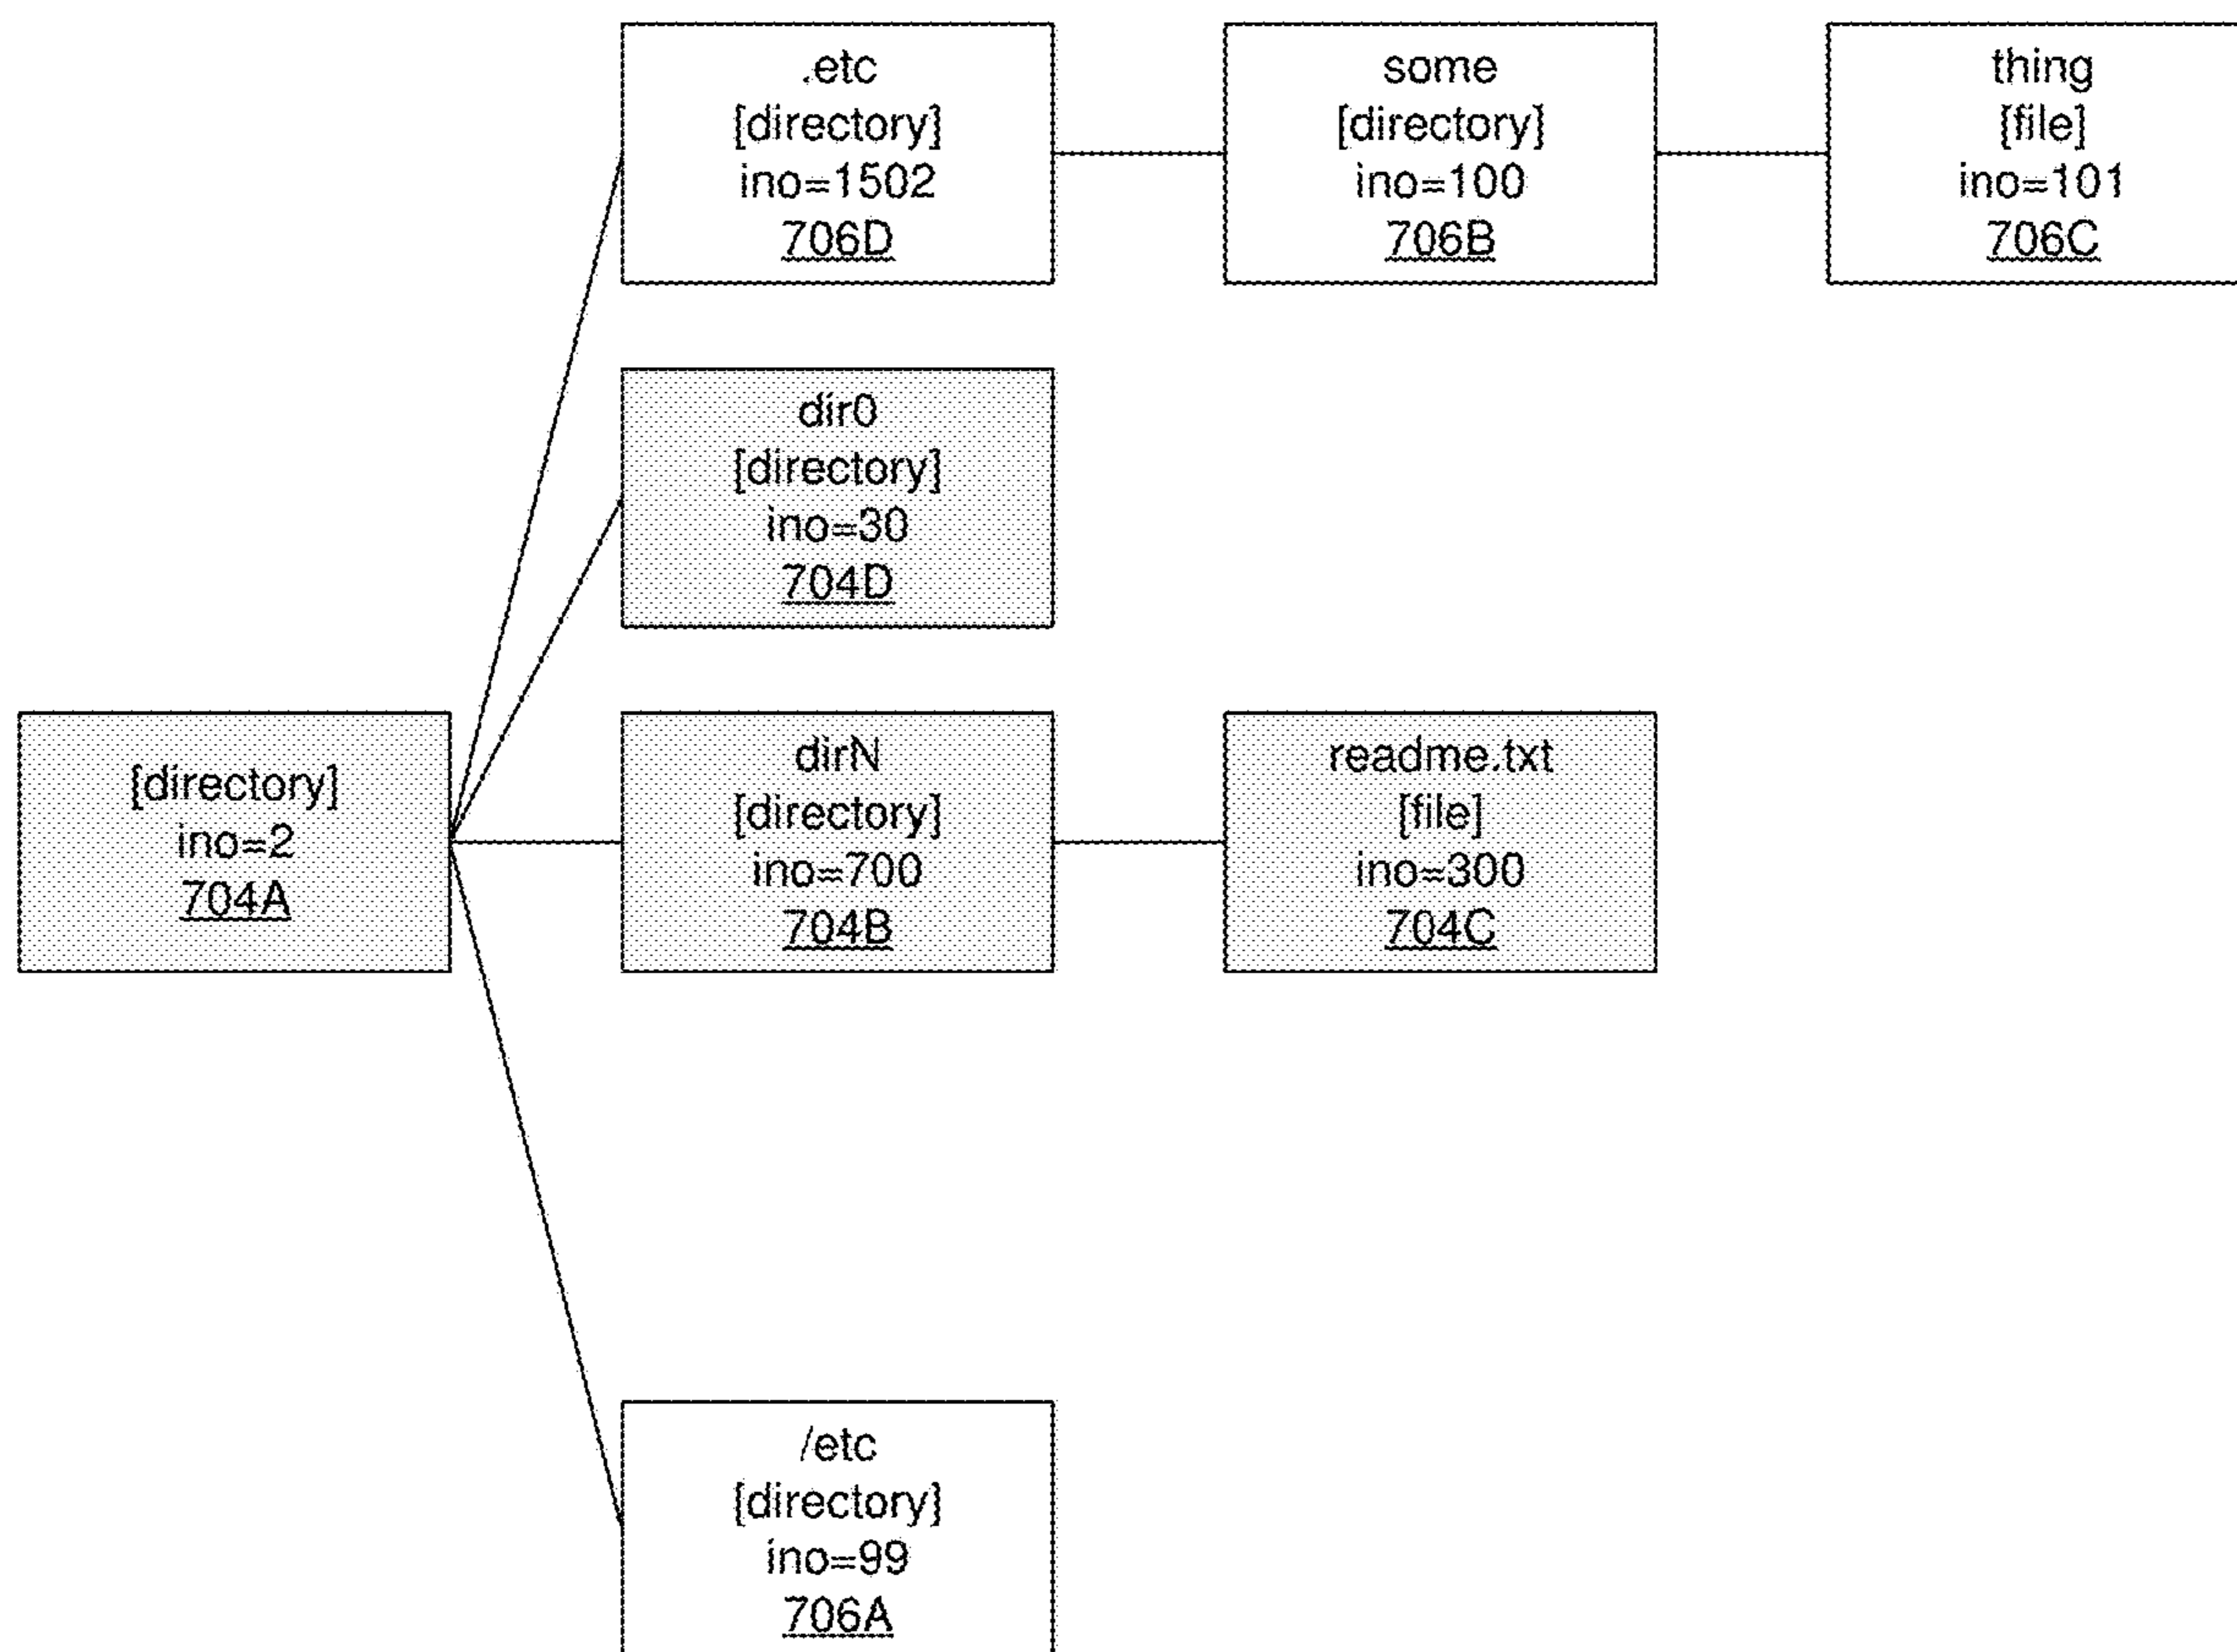 .etc
[directory]
ino=1502
706D
some
[directory]
ino=100
706B
thing
[file]
ino=101
706C
dir0
[directory]
ino=30
704D
[directory]
ino=2
704A
dirN
[directory]
ino=700
704B
readme.txt
[file]
ino=300
704C
/etc
[directory]
ino=99
706A